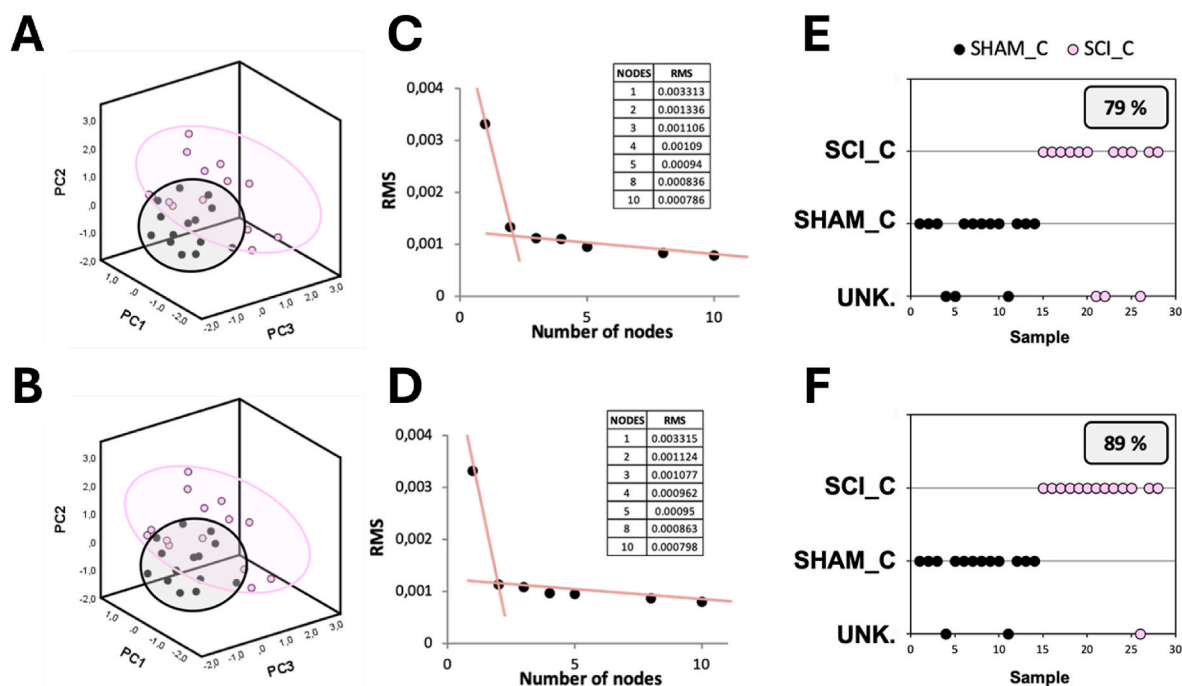 A
PC2
3,0
2,0
1,0
,0
-1,0
-2,0
1,0
,0
-1,0
-2,0
PC1
-2,0
-1,0
,0
1,0
2,0
3,0
PC3
C
RMS
0,004
0,003
0,002
0,001
0
0
5
10
Number of nodes
NODES RMS
1 0.003313
2 0.001336
3 0.001106
4 0.00109
5 0.00094
8 0.000836
10 0.000786
E
SHAM_C SCI_C
79 %
SCI_C
SHAM_C
UNK.
0 5 10 15 20 25 30
Sample
B
PC2
3,0
2,0
1,0
,0
-1,0
-2,0
1,0
,0
-1,0
-2,0
PC1
-2,0
-1,0
,0
1,0
2,0
3,0
PC3
D
RMS
0,004
0,003
0,002
0,001
0
0
5
10
Number of nodes
NODES RMS
1 0.003315
2 0.001124
3 0.001077
4 0.000962
5 0.00095
8 0.000863
10 0.000798
F
89 %
SCI_C
SHAM_C
UNK.
0 5 10 15 20 25 30
Sample